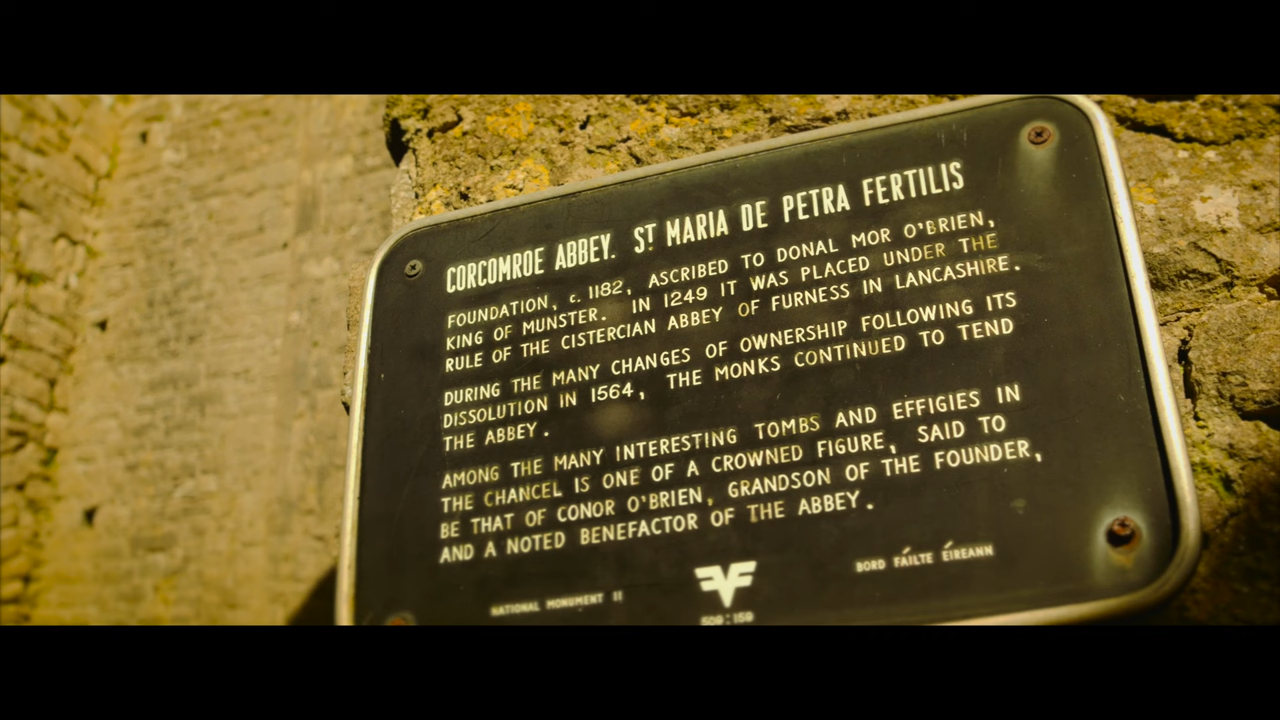 CORCOMROE ABBEY. ST MARIA DE PETRA FERTILIS
FOUNDATION, c. 1182, ASCRIBED TO DONAL MOR O'BRIEN,
KING OF MUNSTER. IN 1249 IT WAS PLACED UNDER THE
RULE OF THE CISTERCIAN ABBEY OF FURNESS IN LANCASHIRE.
DURING THE MANY CHANGES OF OWNERSHIP FOLLOWING ITS
DISSOLUTION IN 1564, THE MONKS CONTINUED TO TEND
THE ABBEY.
AMONG THE MANY INTERESTING TOMBS AND EFFIGIES IN
THE CHANCEL IS ONE OF A CROWNED FIGURE, SAID TO
BE THAT OF CONOR O'BRIEN, GRANDSON OF THE FOUNDER,
AND A NOTED BENEFACTOR OF THE ABBEY.
NATIONAL MONUMENT II
BORD FÁILTE ÉIREANN